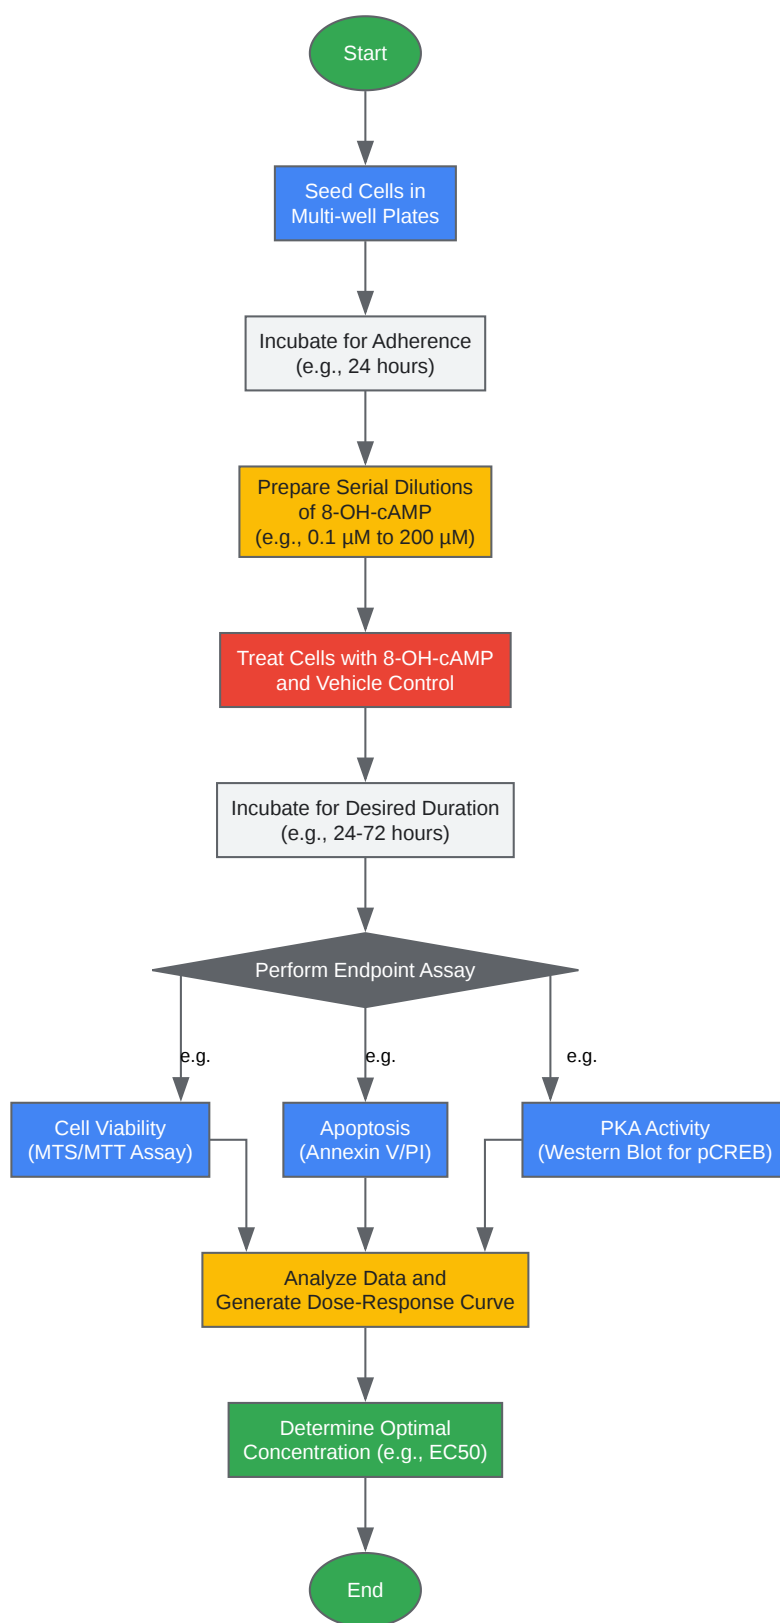 Start
Seed Cells in
Multi-well Plates
Incubate for Adherence
(e.g., 24 hours)
Prepare Serial Dilutions
of 8-OH-cAMP
(e.g., 0.1 µM to 200 µM)
Treat Cells with 8-OH-cAMP
and Vehicle Control
Incubate for Desired Duration
(e.g., 24-72 hours)
Perform Endpoint Assay
e.g.
e.g.
e.g.
Cell Viability
(MTS/MTT Assay)
Apoptosis
(Annexin V/PI)
PKA Activity
(Western Blot for pCREB)
Analyze Data and
Generate Dose-Response Curve
Determine Optimal
Concentration (e.g., EC50)
End